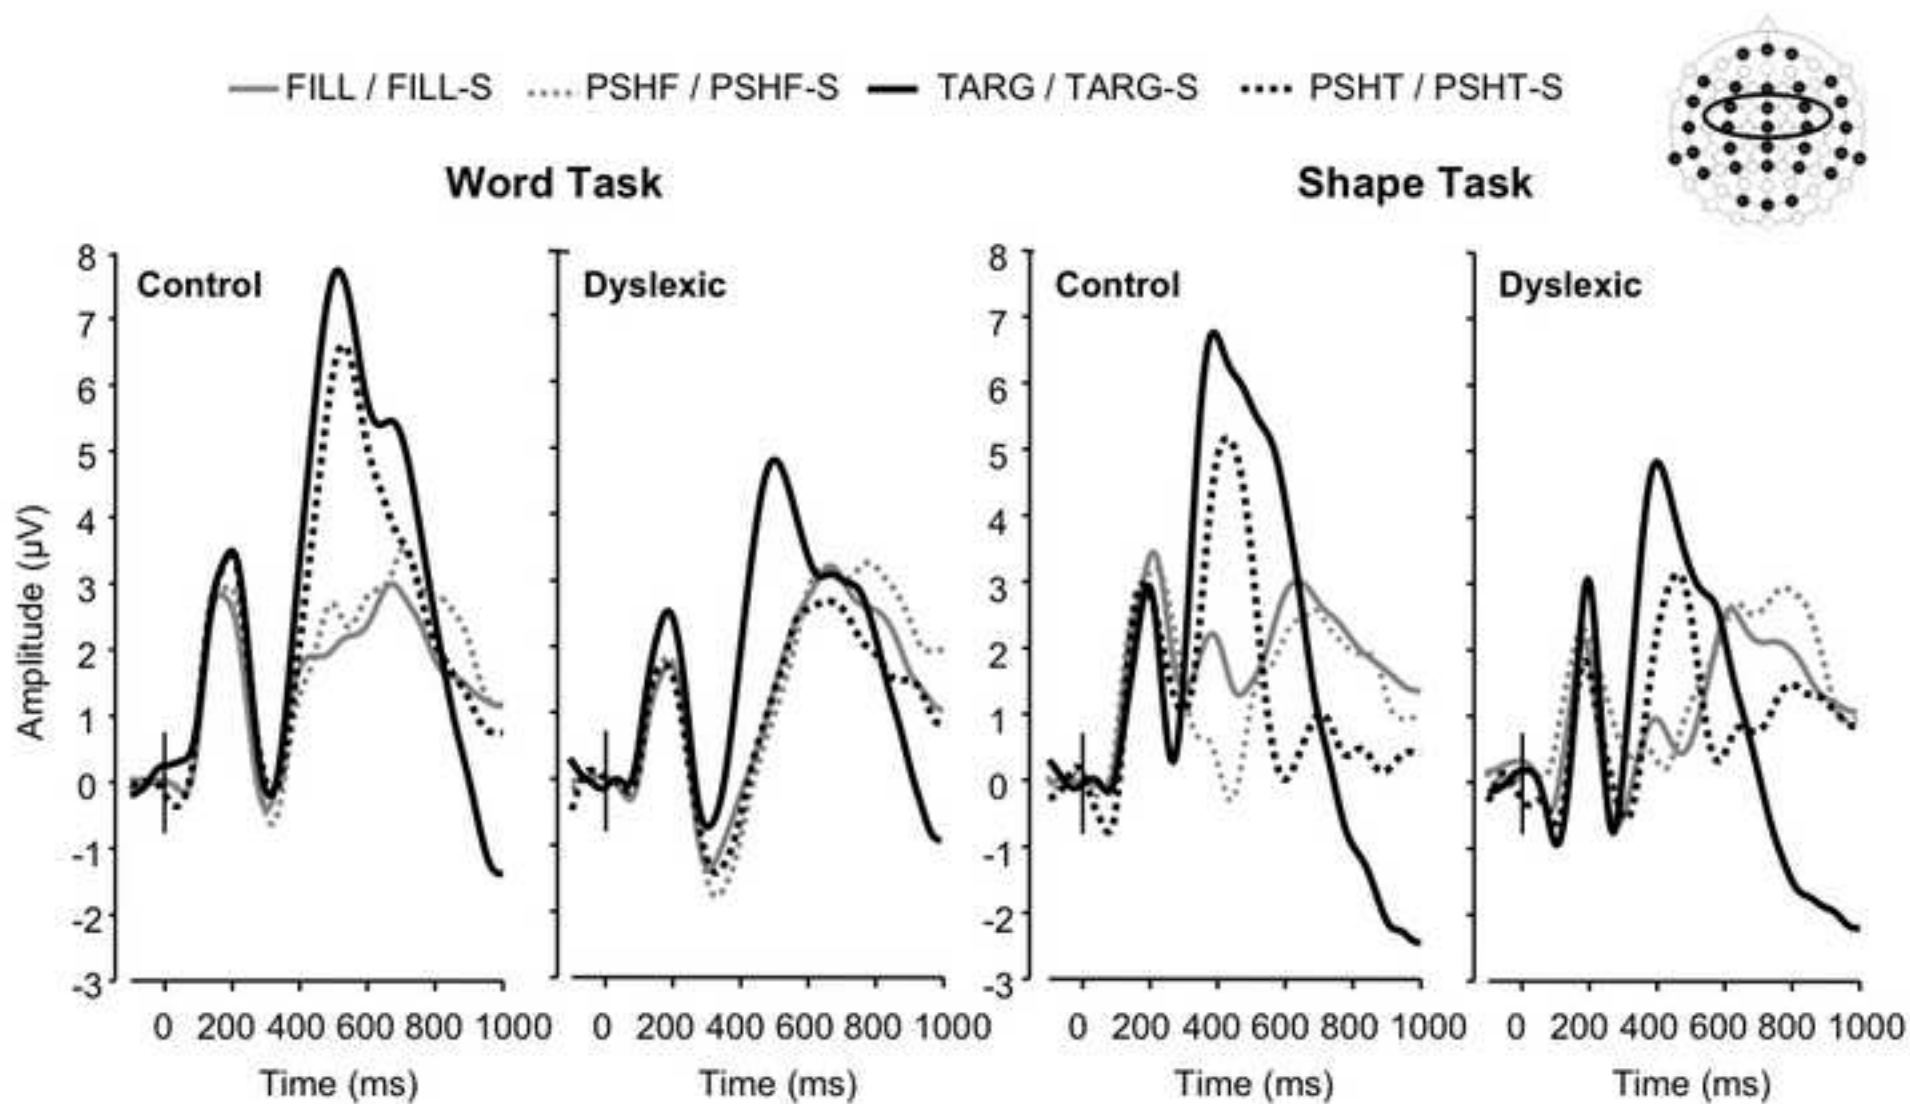 FILL / FILL-S PSHF / PSHF-S TARG / TARG-S PSHT / PSHT-S
Word Task
Shape Task
Control
Dyslexic
Control
Dyslexic
Amplitude (µV)
8
7
6
5
4
3
2
1
0
-1
-2
-3
8
7
6
5
4
3
2
1
0
-1
-2
-3
0 200 400 600 800 1000
0 200 400 600 800 1000
0 200 400 600 800 1000
0 200 400 600 800 1000
Time (ms)
Time (ms)
Time (ms)
Time (ms)